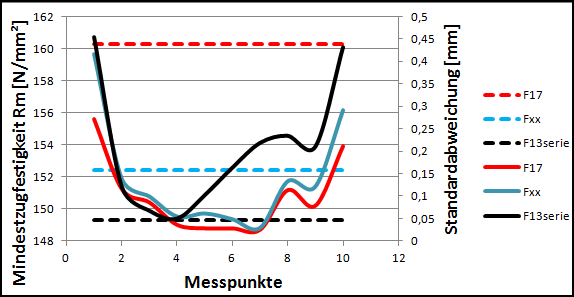 Mindestzugfestigkeit Rm [N/mm²]
162
160
158
156
154
152
150
148
0
2
4
6
8
10
12
Messpunkte
0,5
0,45
0,4
0,35
0,3
0,25
0,2
0,15
0,1
0,05
0
Standardabweichung [mm]
F17
Fxx
F13serie
F17
Fxx
F13serie